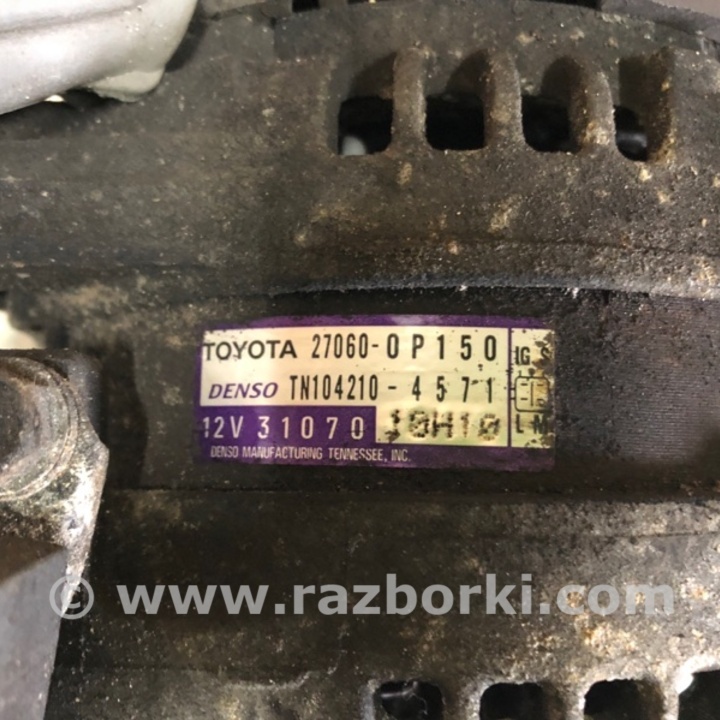 TOYOTA 27060-0P150 IG S
DENSO TN104210-4571
12V 31070 L M
DENSO MANUFACTURING TENNESSEE, INC.
© www.razborki.com